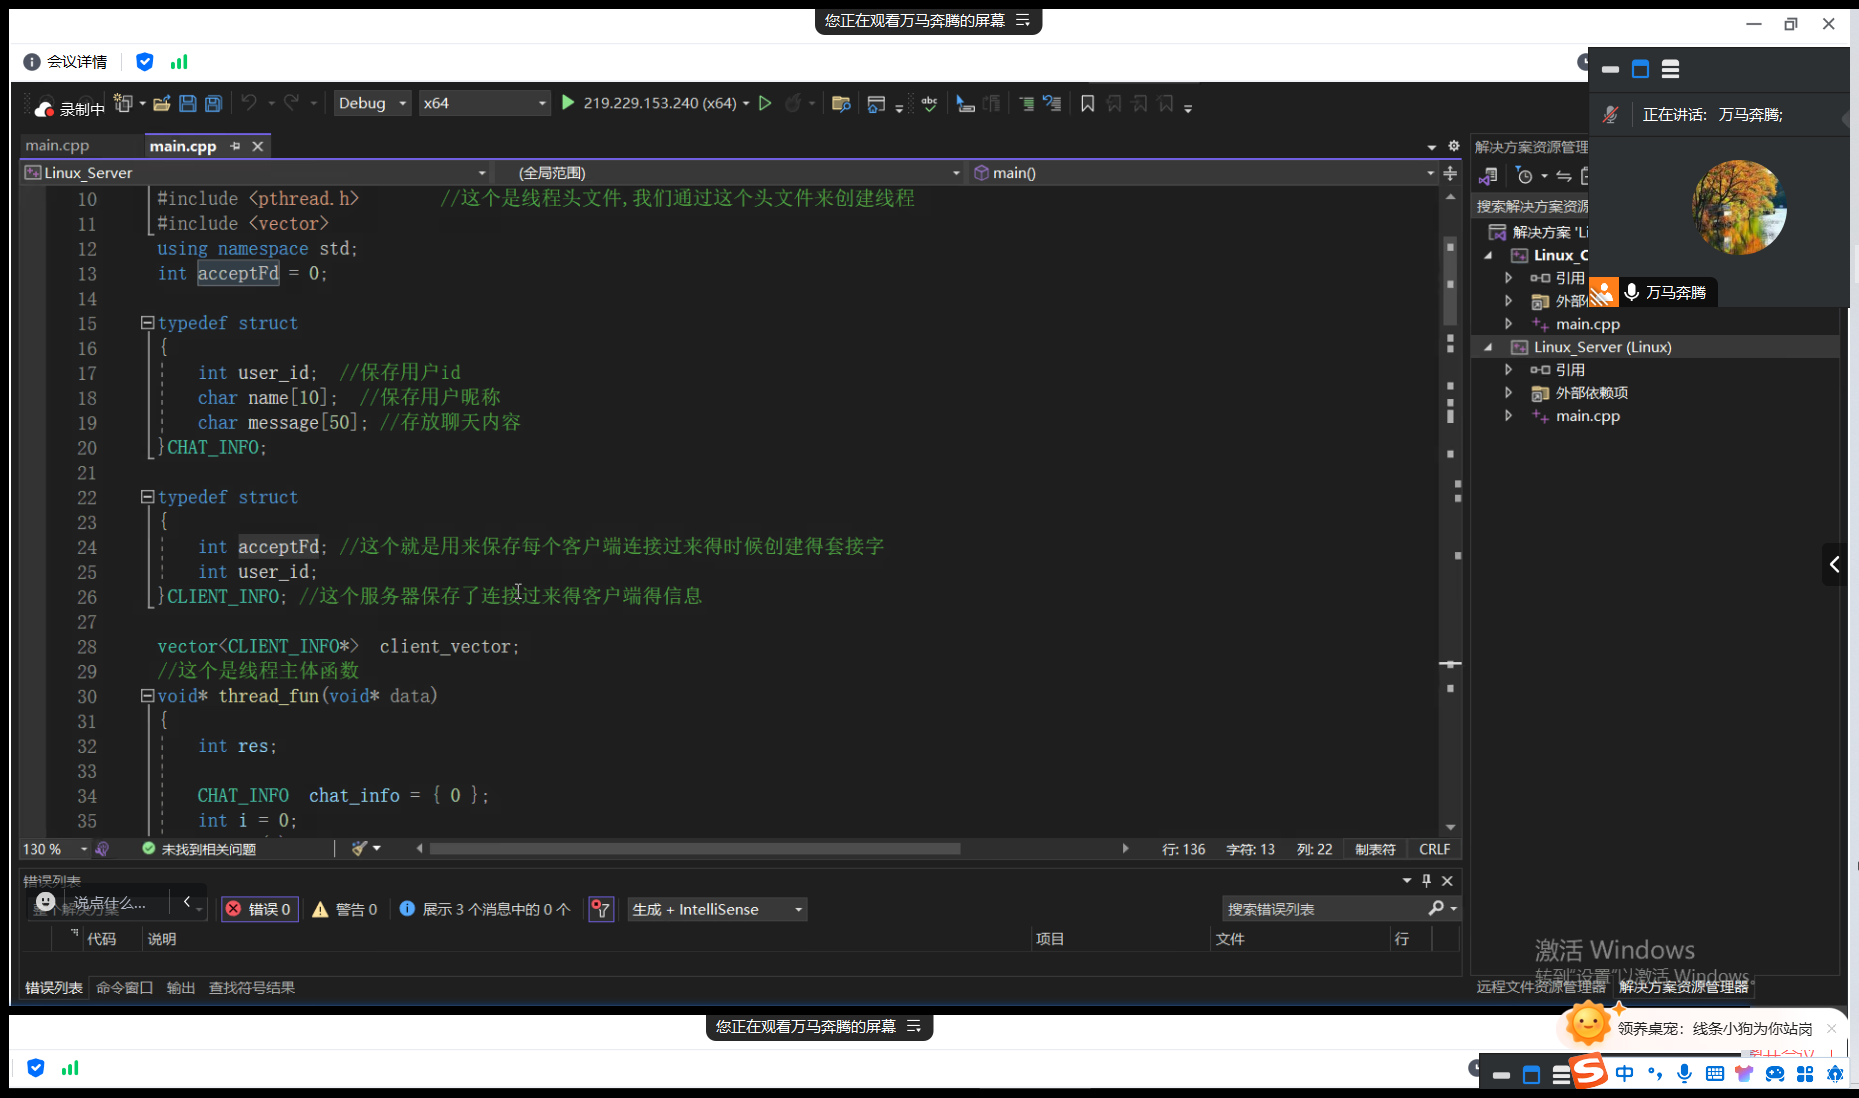 您正在观看万马奔腾的屏幕
会议详情
录制中
Debug
x64
219.229.153.240 (x64)
正在讲话: 万马奔腾;
main.cpp
main.cpp
解决方案资源管理
Linux_Server
(全局范围)
main()
搜索解决方案资源
10 #include <pthread.h> //这个是线程头文件,我们通过这个头文件来创建线程
11 #include <vector>
12 using namespace std;
13 int acceptFd = 0;
14
15 typedef struct
16 {
17 int user_id; //保存用户id
18 char name[10]; //保存用户昵称
19 char message[50]; //存放聊天内容
20 }CHAT_INFO;
21
22 typedef struct
23 {
24 int acceptFd; //这个就是用来保存每个客户端连接过来得时候创建得套接字
25 int user_id;
26 }CLIENT_INFO; //这个服务器保存了连接过来得客户端得信息
27
28 vector<CLIENT_INFO*> client_vector;
29 //这个是线程主体函数
30 void* thread_fun(void* data)
31 {
32 int res;
33
34 CHAT_INFO chat_info = { 0 };
35 int i = 0;
解决方案 'Li
Linux_C
引用
外部
万马奔腾
main.cpp
Linux_Server (Linux)
引用
外部依赖项
main.cpp
130 %
未找到相关问题
行: 136
字符: 13
列: 22
制表符
CRLF
错误列表
整个解决方案
说点什么...
错误 0
警告 0
展示 3 个消息中的 0 个
生成 + IntelliSense
搜索错误列表
代码
说明
项目
文件
行
错误列表
命令窗口
输出
查找符号结果
激活 Windows
转到"设置"以激活 Windows。
远程文件资源管理器
解决方案资源管理器
您正在观看万马奔腾的屏幕
领养桌宠：线条小狗为你站岗
中